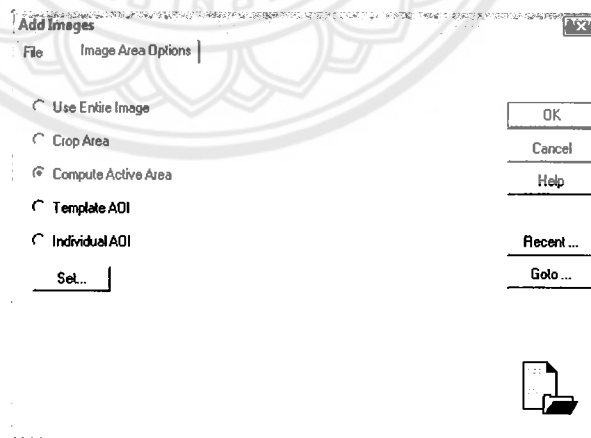 Add Images
File Image Area Options
Use Entire Image
Crop Area
Compute Active Area
Template AOI
Individual AOI
Set...
OK
Cancel
Help
Recent ...
Goto ...